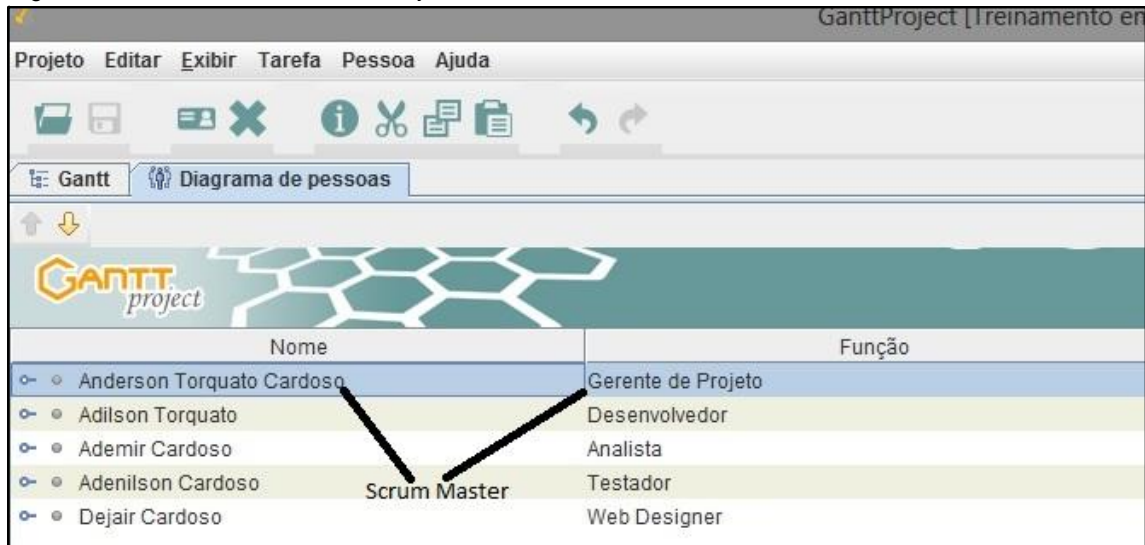 GanttProject [Treinamento en
Projeto Editar Exibir Tarefa Pessoa Ajuda
Gantt Diagrama de pessoas
GANTT
project
Nome Função
Anderson Torquato Cardoso Gerente de Projeto
Adilson Torquato Desenvolvedor
Ademir Cardoso Analista
Adenilson Cardoso Testador
Scrum Master
Dejair Cardoso Web Designer